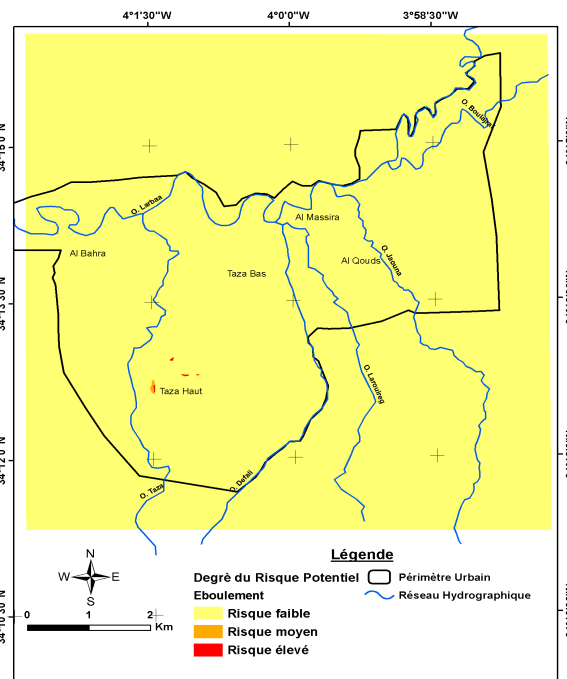 4°1'30"W
4°0'0"W
3°58'30"W
34°15'0"N
O. Boulajraf
O. Larbaa
Al Massira
Al Bahra
O. Jaouna
Al Qouds
Taza Bas
34°13'30"N
Taza Haut
O. Larouireg
34°12'0"N
O. Defali
O. Taza
34°10'30"N
N
W E
S
0 1 2
Km
Légende
Degrè du Risque Potentiel
Eboulement
Risque faible
Risque moyen
Risque élevé
Périmètre Urbain
Réseau Hydrographique